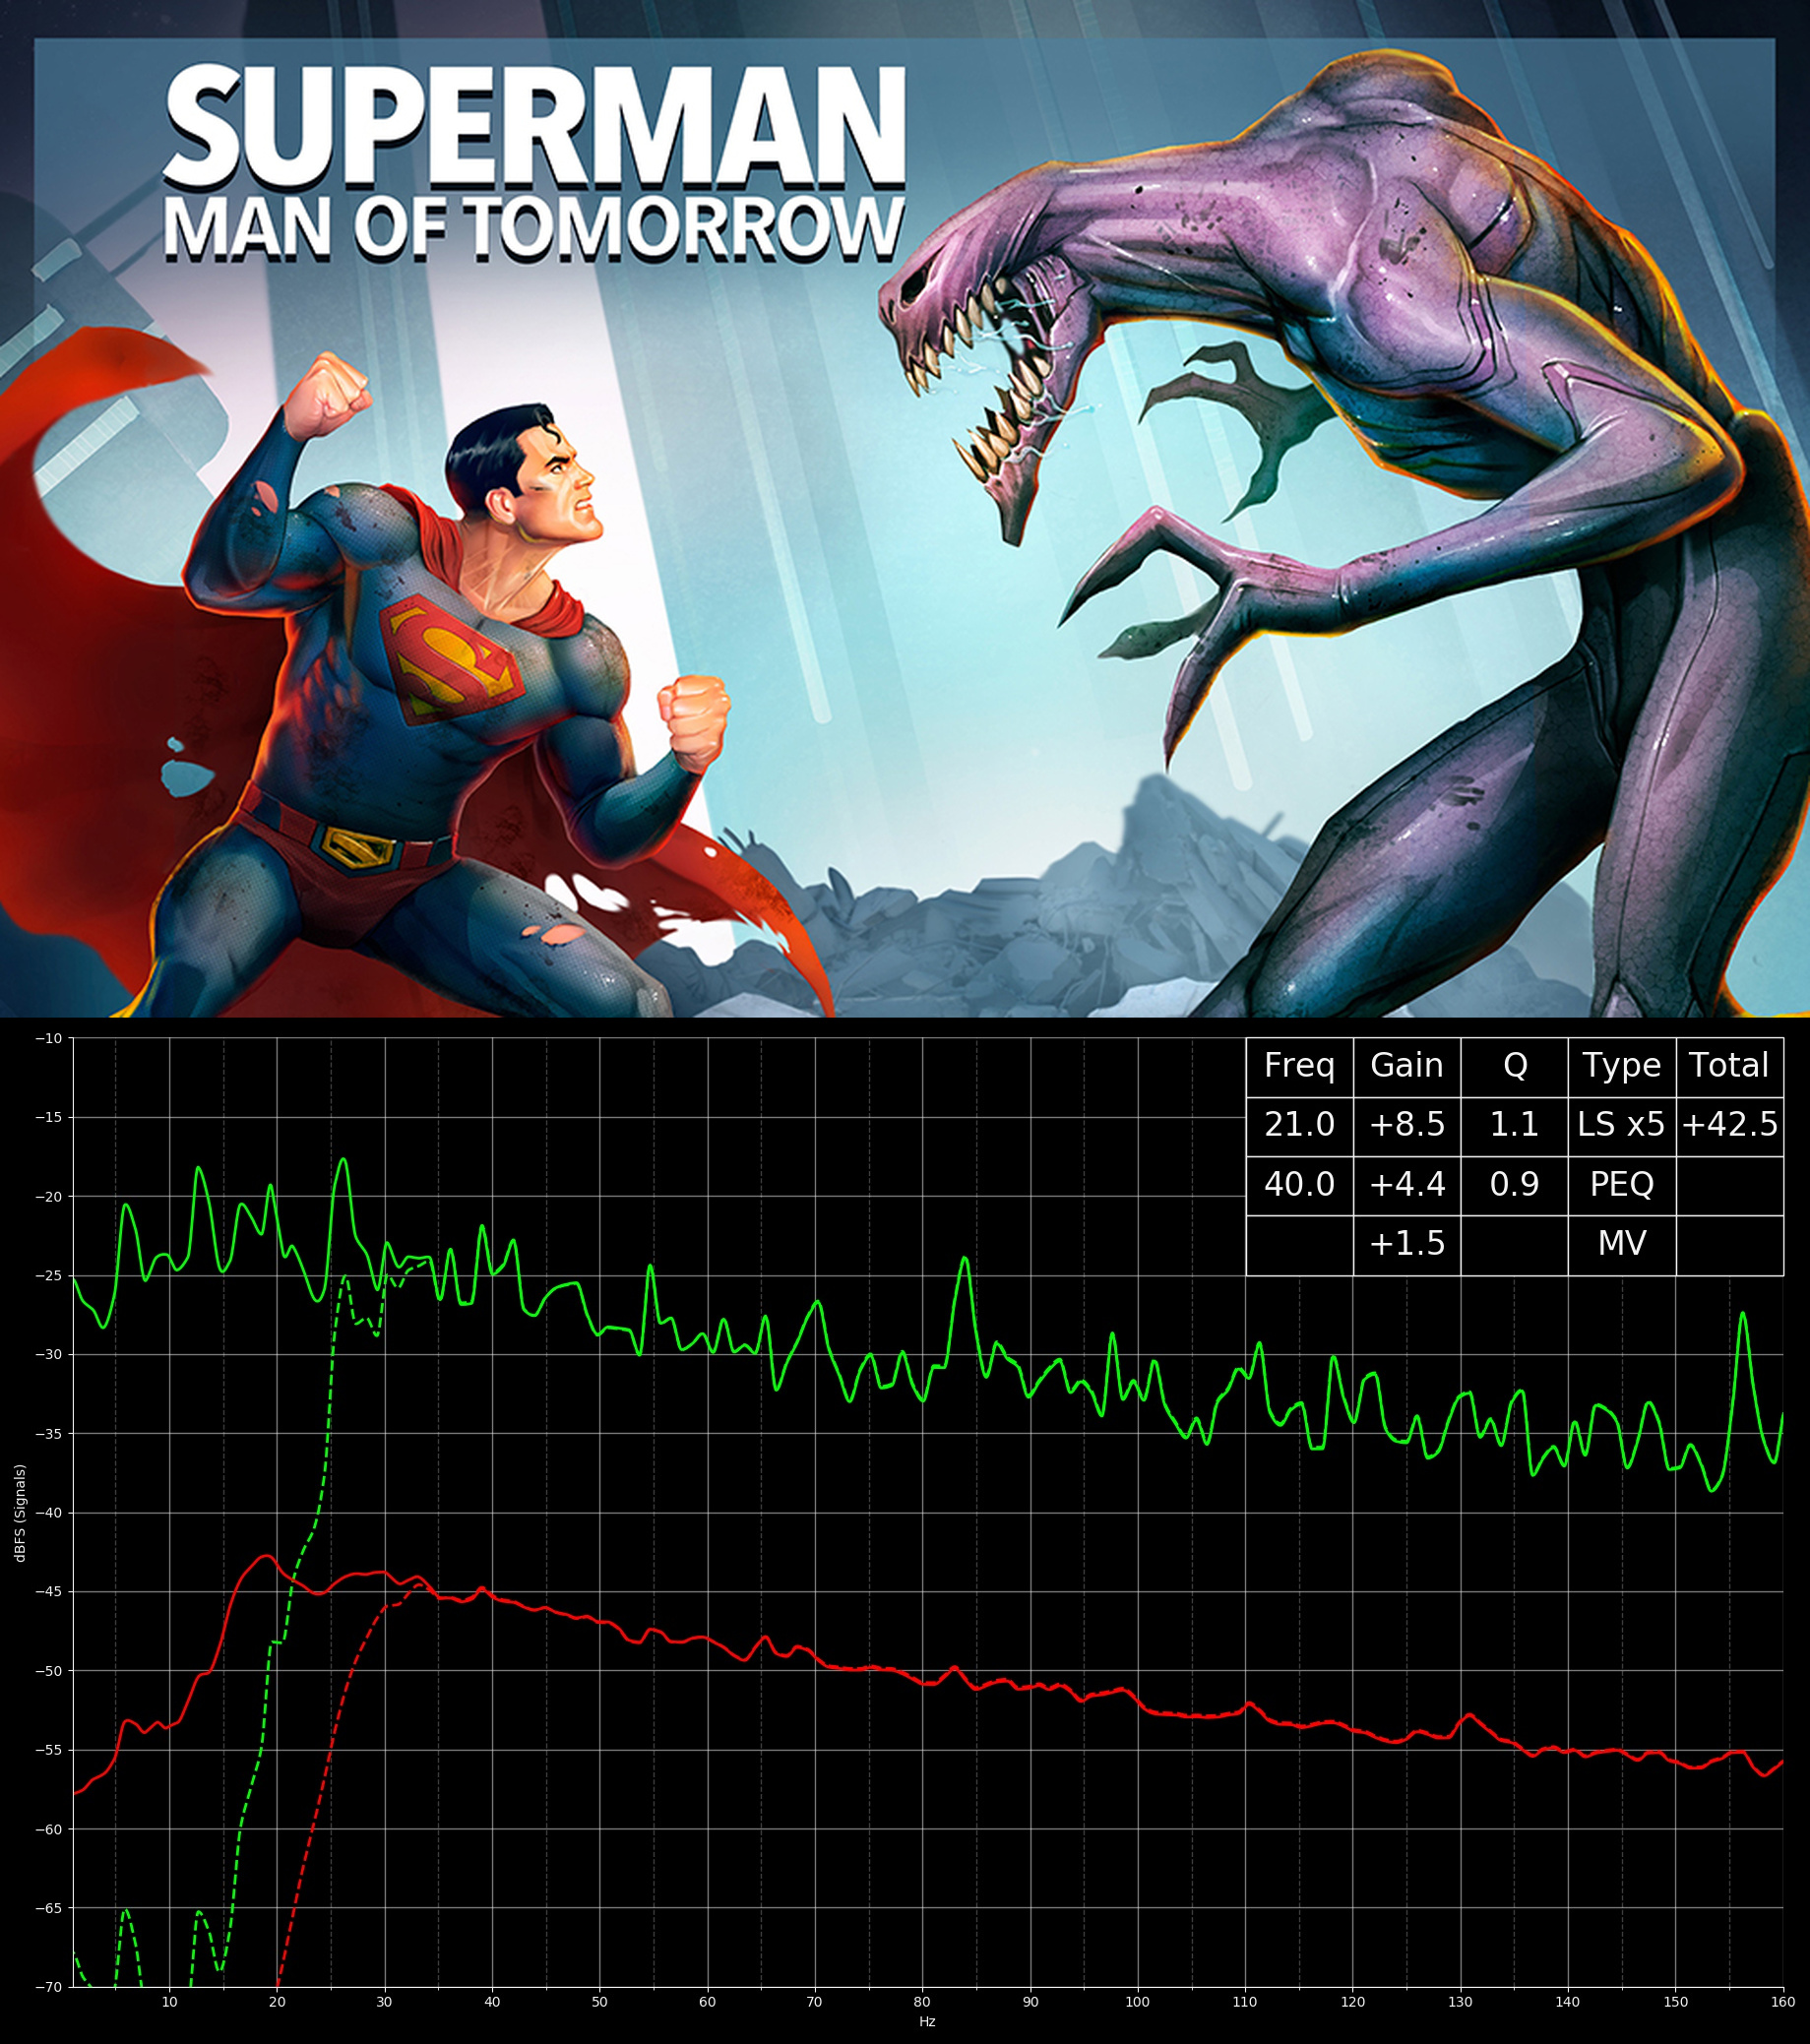 SUPERMAN
MAN OF TOMORROW
Freq Gain Q Type Total
21.0 +8.5 1.1 LS x5 +42.5
40.0 +4.4 0.9 PEQ
+1.5 MV
−10
−15
−20
−25
−30
−35
−40
−45
−50
−55
−60
−65
−70
dBFS (Signals)
10 20 30 40 50 60 70 80 90 100 110 120 130 140 150 160
Hz